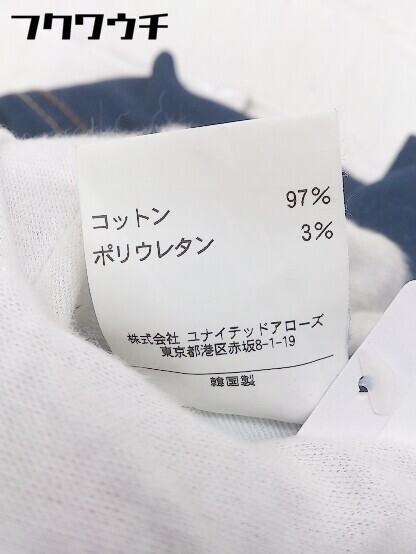 フクワウチ
コットン 97%
ポリウレタン 3%
株式会社 ユナイテッドアローズ
東京都港区赤坂8-1-19
韓国製